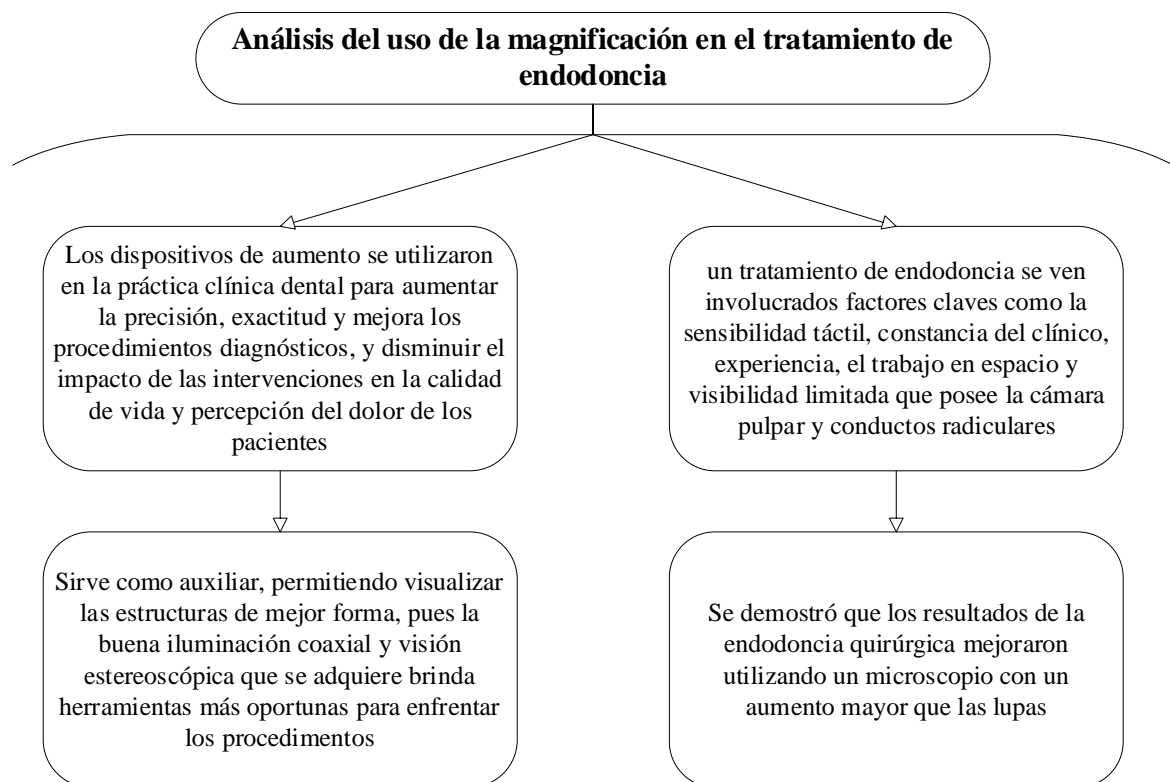 Análisis del uso de la magnificación en el tratamiento de
endodoncia
Los dispositivos de aumento se utilizaron
en la práctica clínica dental para aumentar
la precisión, exactitud y mejora los
procedimientos diagnósticos, y disminuir el
impacto de las intervenciones en la calidad
de vida y percepción del dolor de los
pacientes
un tratamiento de endodoncia se ven
involucrados factores claves como la
sensibilidad táctil, constancia del clínico,
experiencia, el trabajo en espacio y
visibilidad limitada que posee la cámara
pulpar y conductos radiculares
Sirve como auxiliar, permitiendo visualizar
las estructuras de mejor forma, pues la
buena iluminación coaxial y visión
estereoscópica que se adquiere brinda
herramientas más oportunas para enfrentar
los procedimentos
Se demostró que los resultados de la
endodoncia quirúrgica mejoraron
utilizando un microscopio con un
aumento mayor que las lupas